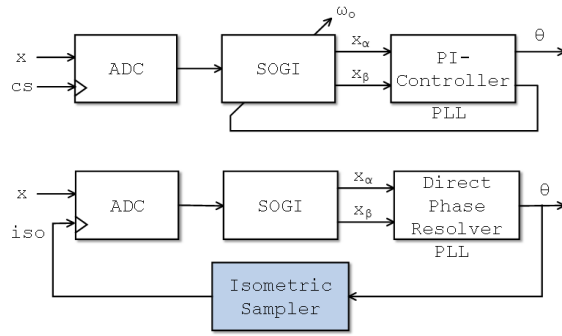 ω₀
x
cs
ADC
SOGI
xα
xβ
PI-
Controller
θ
PLL
x
iso
ADC
SOGI
xα
xβ
Direct
Phase
Resolver
θ
PLL
Isometric
Sampler